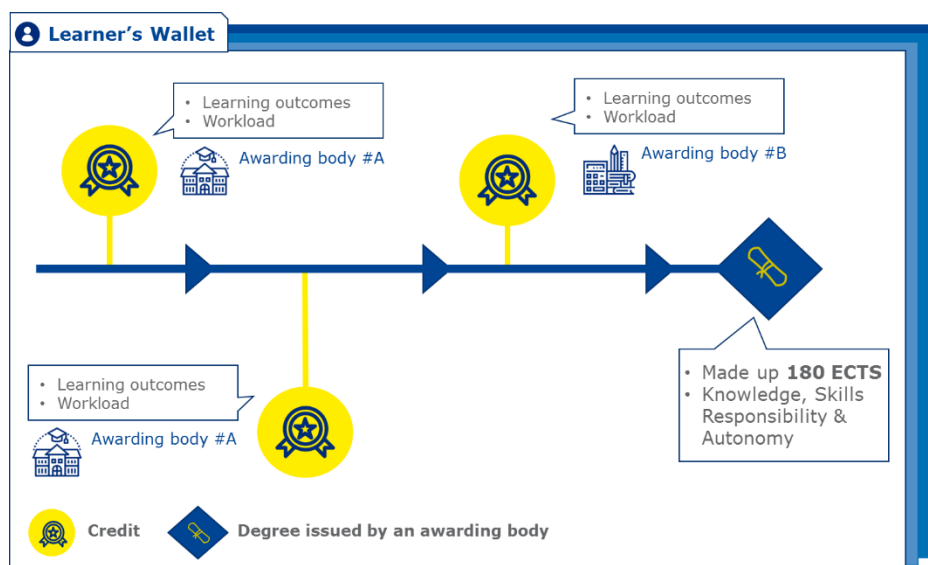 Learner's Wallet
• Learning outcomes
• Workload
Awarding body #A
• Learning outcomes
• Workload
Awarding body #B
• Learning outcomes
• Workload
Awarding body #A
• Made up 180 ECTS
• Knowledge, Skills
Responsibility &
Autonomy
Credit
Degree issued by an awarding body